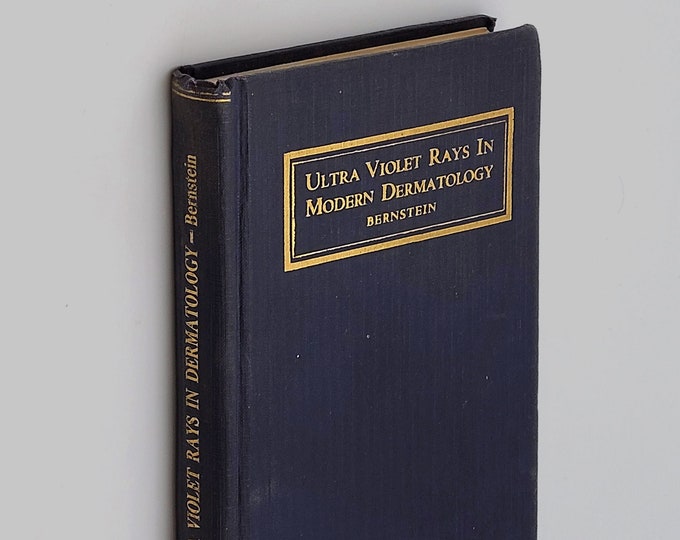 ULTRA VIOLET RAYS IN
MODERN DERMATOLOGY
BERNSTEIN
VIOLET RAYS IN DERMATOLOGY — Bernstein